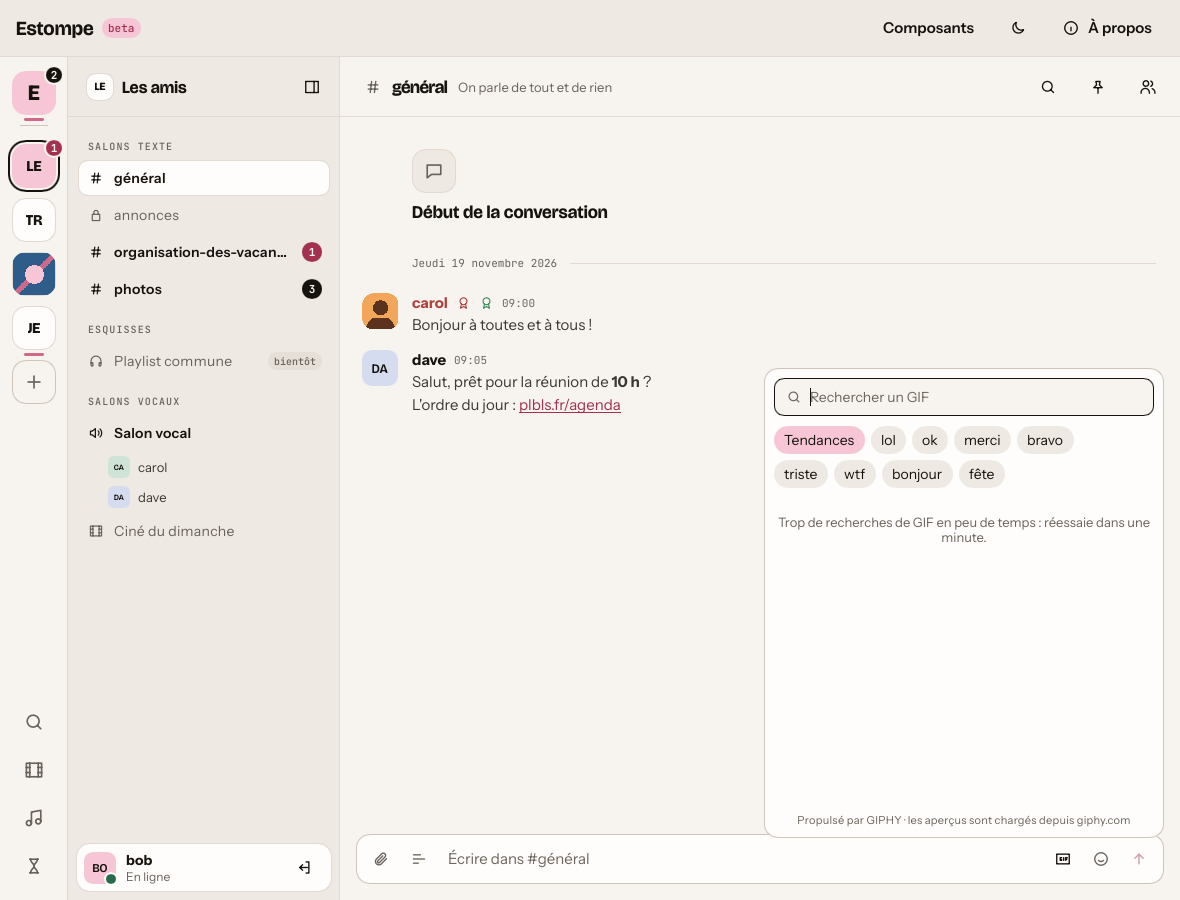 Estompe beta
Composants
À propos
E 2
LE 1
TR
JE
LE Les amis
SALONS TEXTE
# général
annonces
# organisation-des-vacan... 1
# photos 3
ESQUISSES
Playlist commune bientôt
SALONS VOCAUX
Salon vocal
CA carol
DA dave
Ciné du dimanche
BO bob
En ligne
# général On parle de tout et de rien
Début de la conversation
Jeudi 19 novembre 2026
carol 09:00
Bonjour à toutes et à tous !
DA dave 09:05
Salut, prêt pour la réunion de 10 h ?
L'ordre du jour : plbls.fr/agenda
Rechercher un GIF
Tendances lol ok merci bravo
triste wtf bonjour fête
Trop de recherches de GIF en peu de temps : réessaie dans une
minute.
Propulsé par GIPHY · les aperçus sont chargés depuis giphy.com
Écrire dans #général
GIF